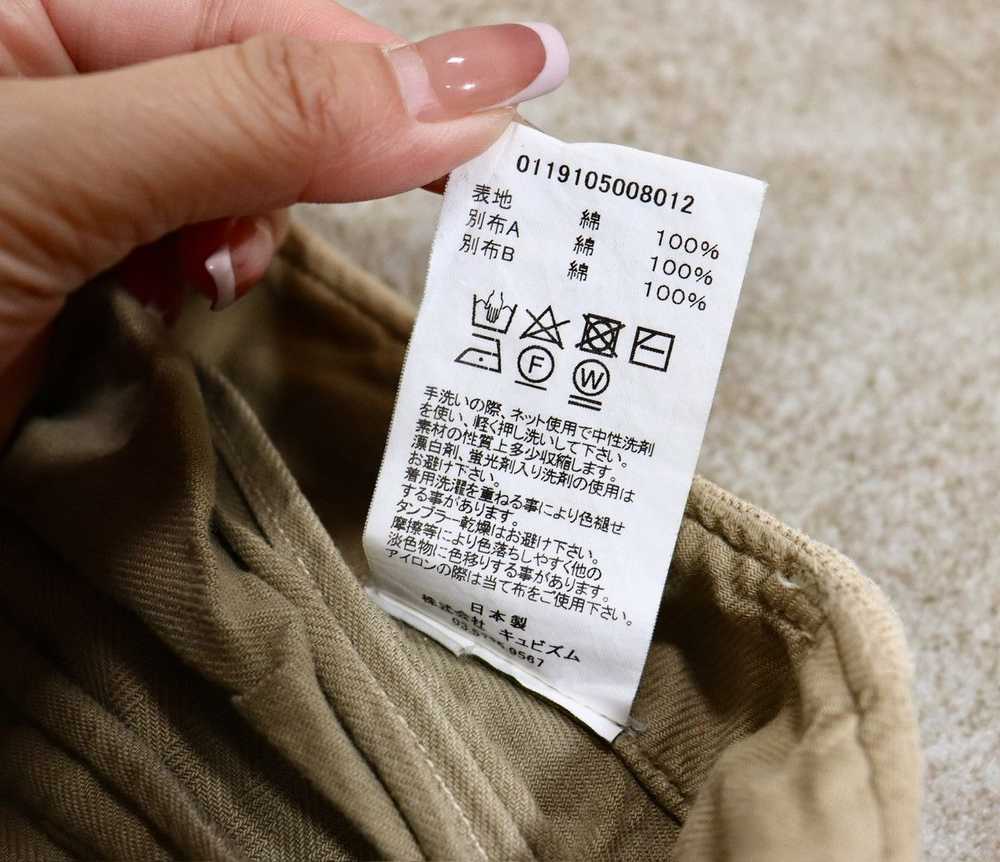 0119105008012
表地 綿 100%
別布A 綿 100%
別布B 綿 100%
F W
手洗いの際、ネット使用で中性洗剤
を使い、軽く押し洗いして下さい。
素材の性質上多少収縮します。
漂白剤、蛍光剤入り洗剤の使用は
お避け下さい。
着用洗濯を重ねる事により色褪せ
する事があります。
タンブラー乾燥はお避け下さい。
摩擦等により色落ちしやすく他の
淡色物に色移りする事があります。
アイロンの際は当て布をご使用下さい。
日本製
株式会社 キュビズム
9567